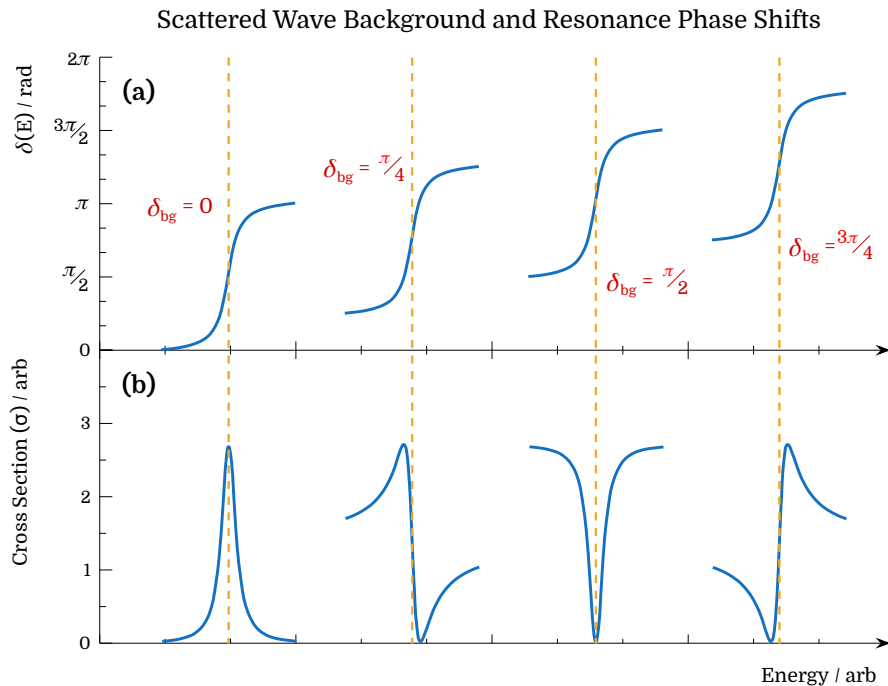 Scattered Wave Background and Resonance Phase Shifts
(a)
δ(E) / rad
2π
3π/2
π
π/2
0
δbg = 0
δbg = π/4
δbg = π/2
δbg = 3π/4
(b)
Cross Section (σ) / arb
3
2
1
0
Energy / arb